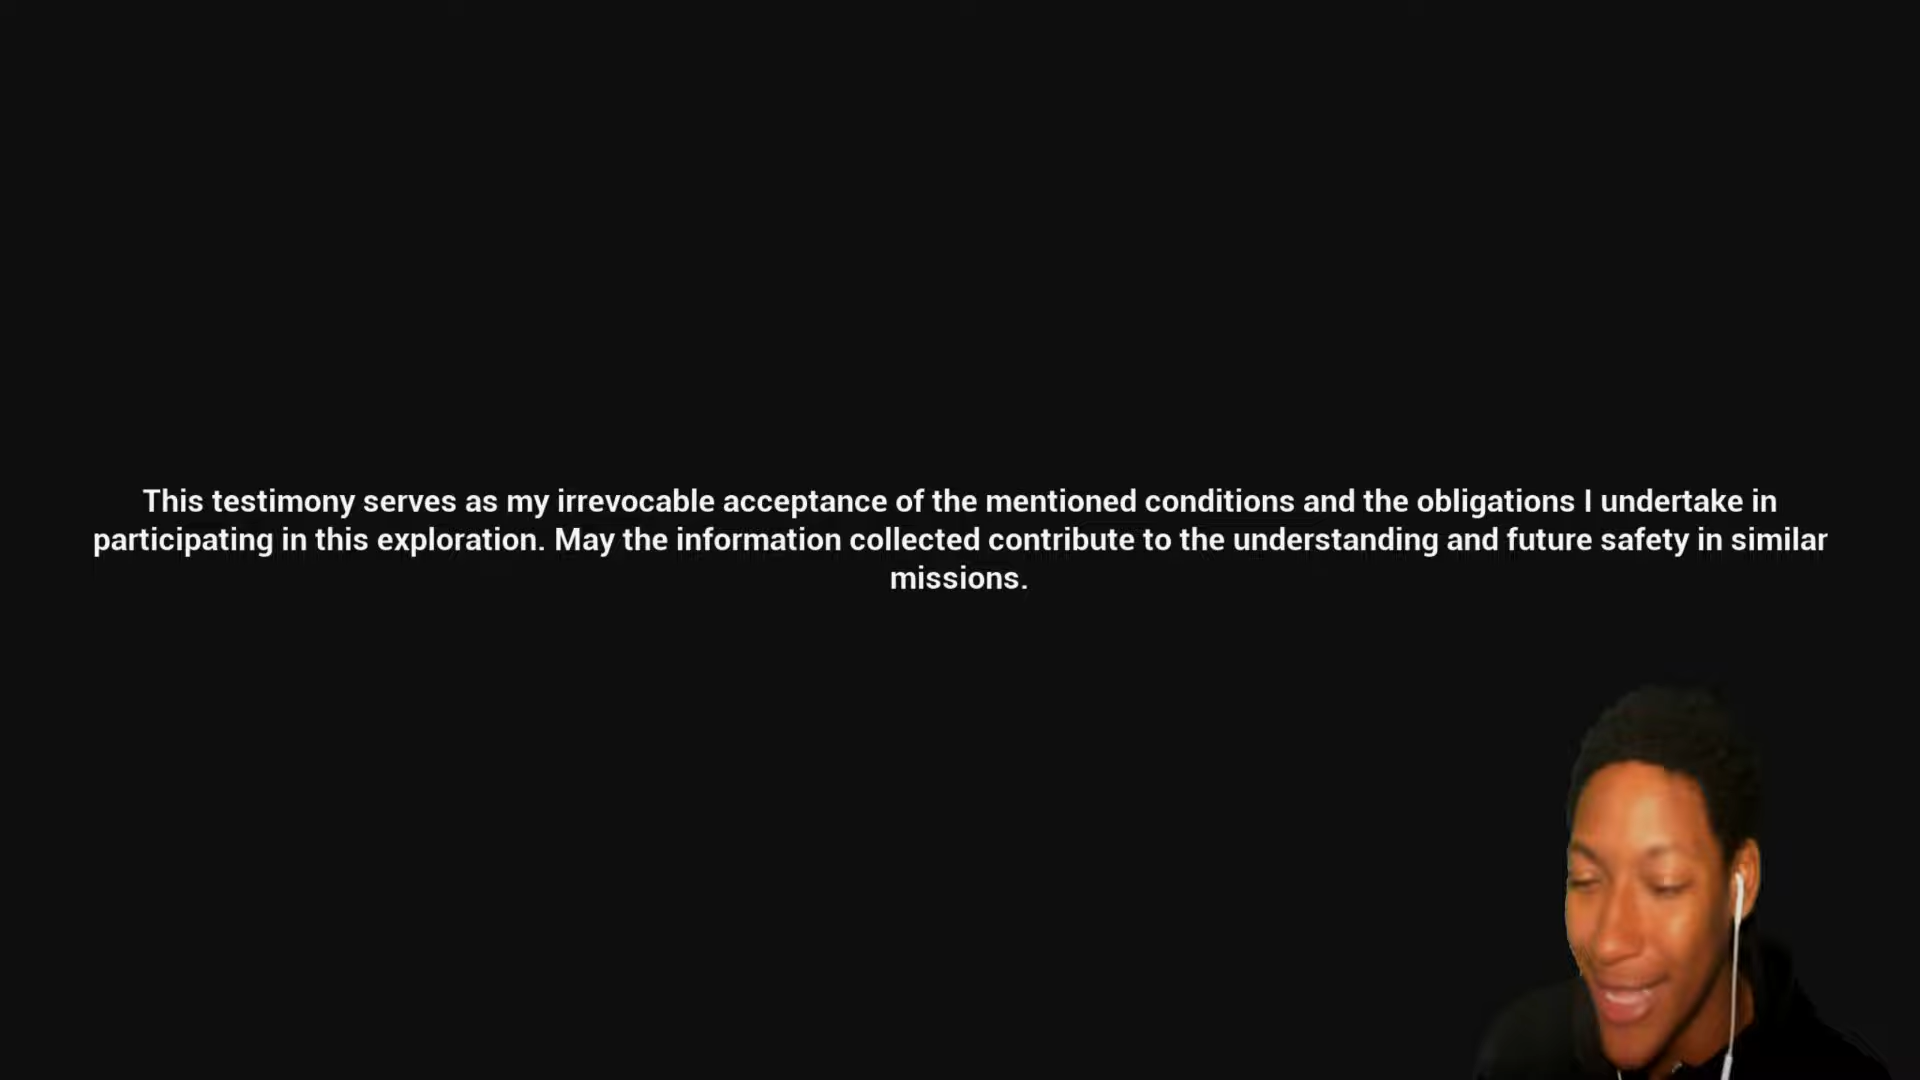 This testimony serves as my irrevocable acceptance of the mentioned conditions and the obligations I undertake in
participating in this exploration. May the information collected contribute to the understanding and future safety in similar
missions.